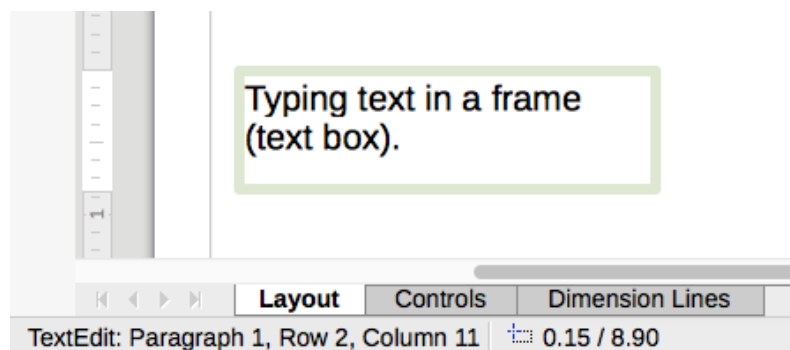 Typing text in a frame
(text box).
1
Layout Controls Dimension Lines
TextEdit: Paragraph 1, Row 2, Column 11 0.15 / 8.90